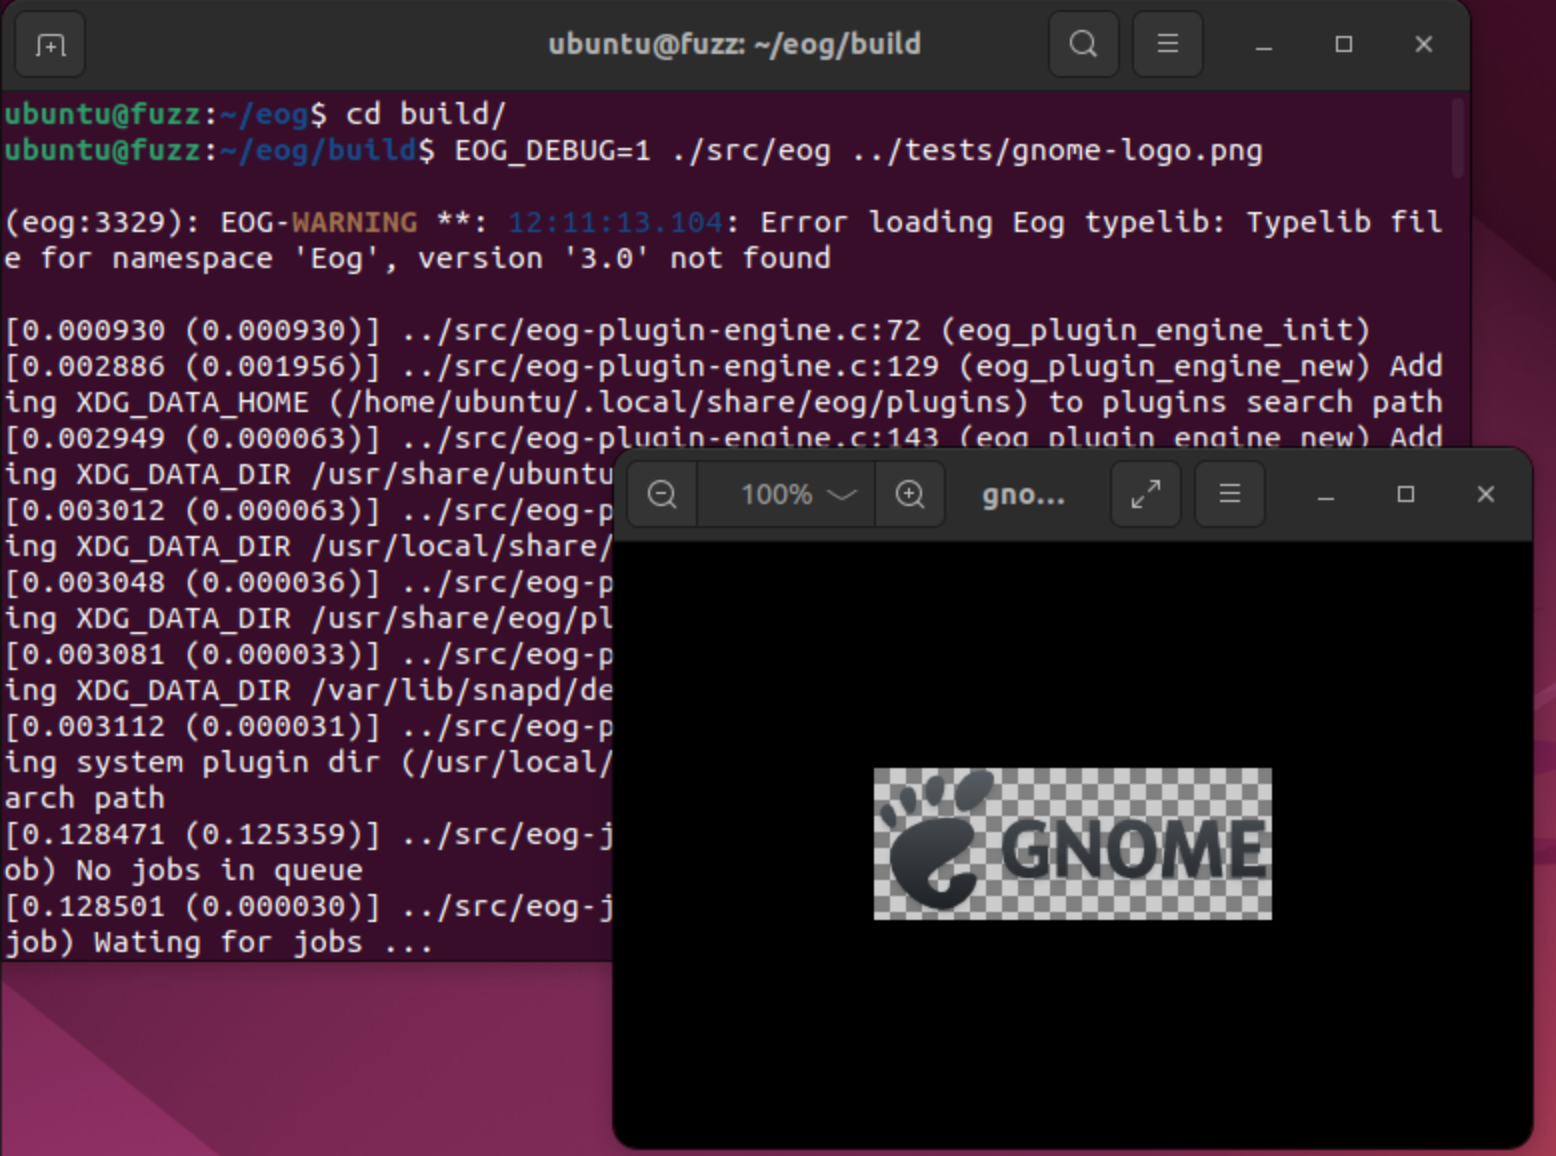 ubuntu@fuzz: ~/eog/build
ubuntu@fuzz:~/eog$ cd build/
ubuntu@fuzz:~/eog/build$ EOG_DEBUG=1 ./src/eog ../tests/gnome-logo.png
(eog:3329): EOG-WARNING **: 12:11:13.104: Error loading Eog typelib: Typelib fil
e for namespace 'Eog', version '3.0' not found
[0.000930 (0.000930)] ../src/eog-plugin-engine.c:72 (eog_plugin_engine_init)
[0.002886 (0.001956)] ../src/eog-plugin-engine.c:129 (eog_plugin_engine_new) Add
ing XDG_DATA_HOME (/home/ubuntu/.local/share/eog/plugins) to plugins search path
[0.002949 (0.000063)] ../src/eog-plugin-engine.c:143 (eog_plugin_engine_new) Add
ing XDG_DATA_DIR /usr/share/ubuntu
[0.003012 (0.000063)] ../src/eog-p
ing XDG_DATA_DIR /usr/local/share/
[0.003048 (0.000036)] ../src/eog-p
ing XDG_DATA_DIR /usr/share/eog/pl
[0.003081 (0.000033)] ../src/eog-p
ing XDG_DATA_DIR /var/lib/snapd/de
[0.003112 (0.000031)] ../src/eog-p
ing system plugin dir (/usr/local/
arch path
[0.128471 (0.125359)] ../src/eog-j
ob) No jobs in queue
[0.128501 (0.000030)] ../src/eog-j
job) Wating for jobs ...
100% gno...
GNOME